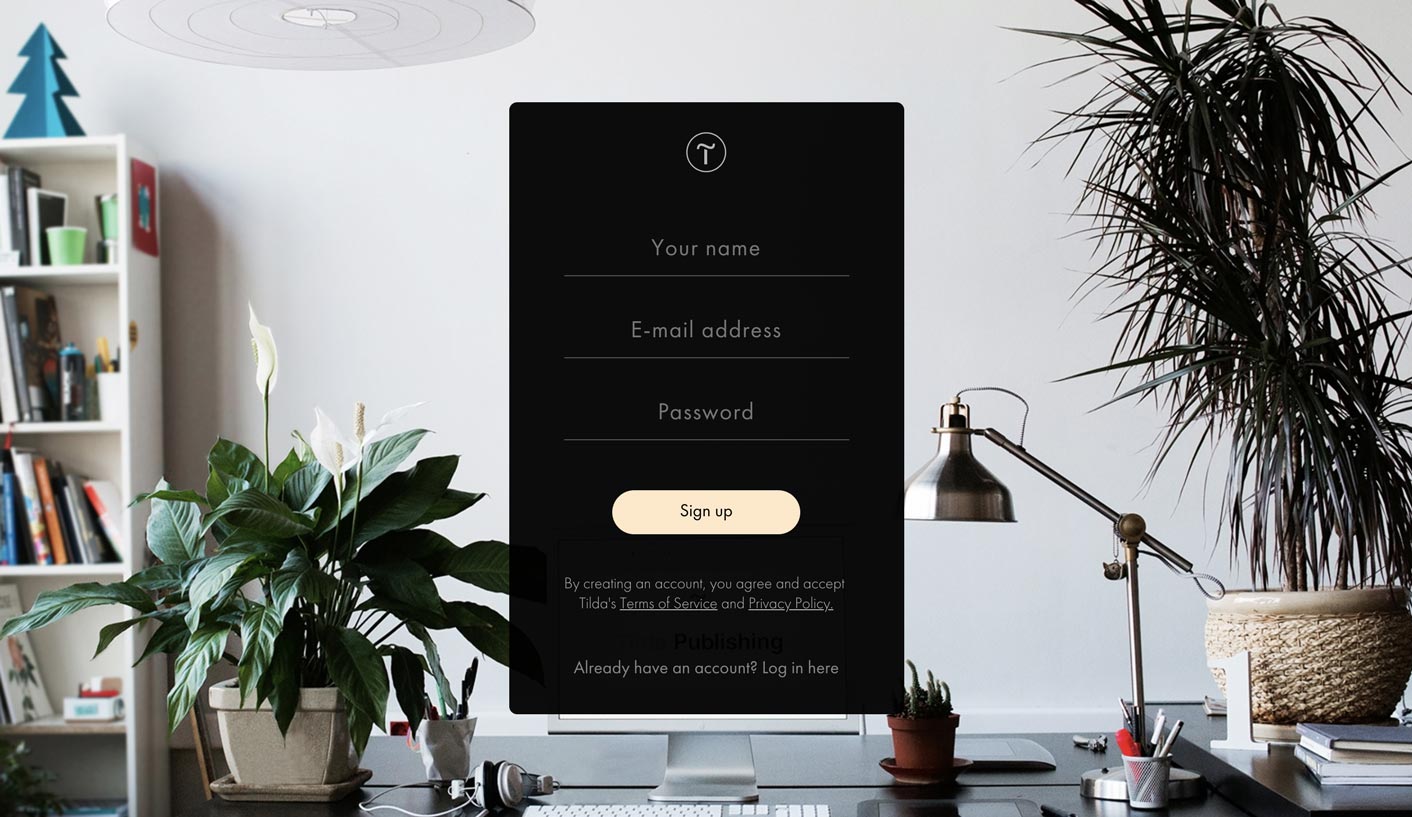 Your name
E-mail address
Password
Sign up
By creating an account, you agree and accept
Tilda's Terms of Service and Privacy Policy.
Publishing
Already have an account? Log in here